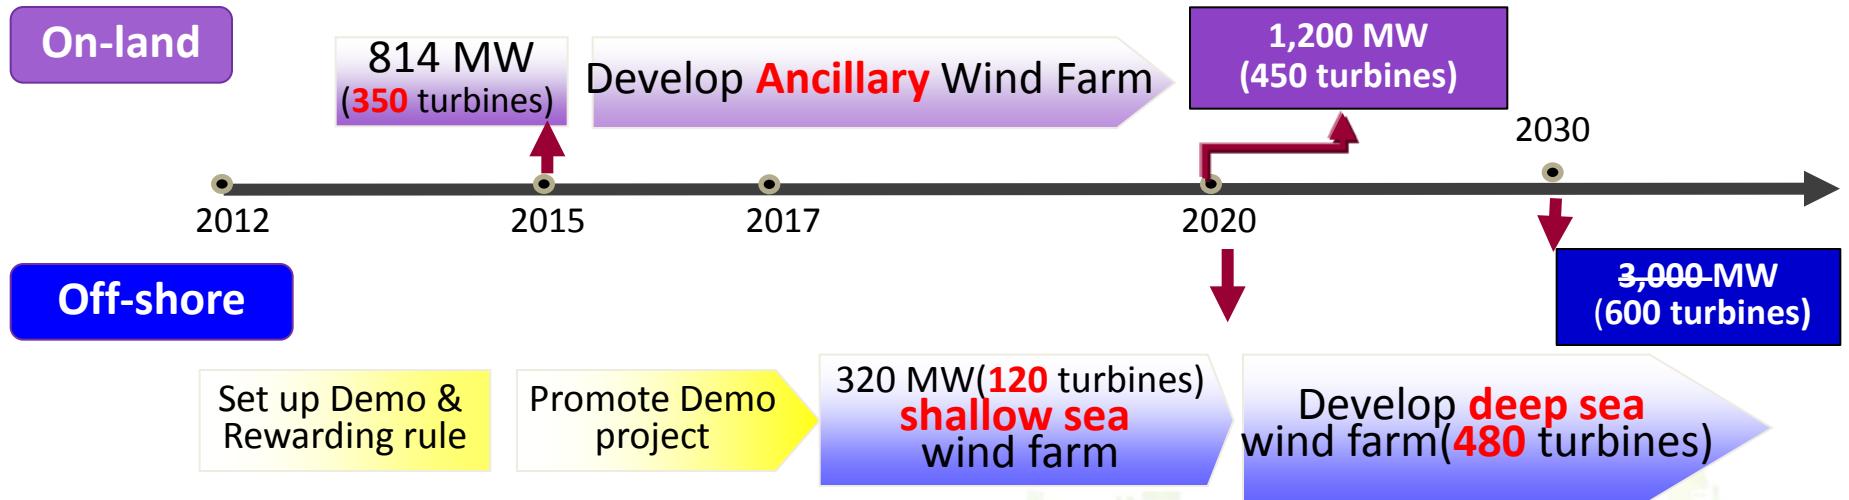 On-land
814 MW
(350 turbines)
Develop Ancillary Wind Farm
1,200 MW
(450 turbines)
2030
2012
2015
2017
2020
Off-shore
3,000 MW
(600 turbines)
Set up Demo &
Rewarding rule
Promote Demo
project
320 MW(120 turbines)
shallow sea
wind farm
Develop deep sea
wind farm(480 turbines)